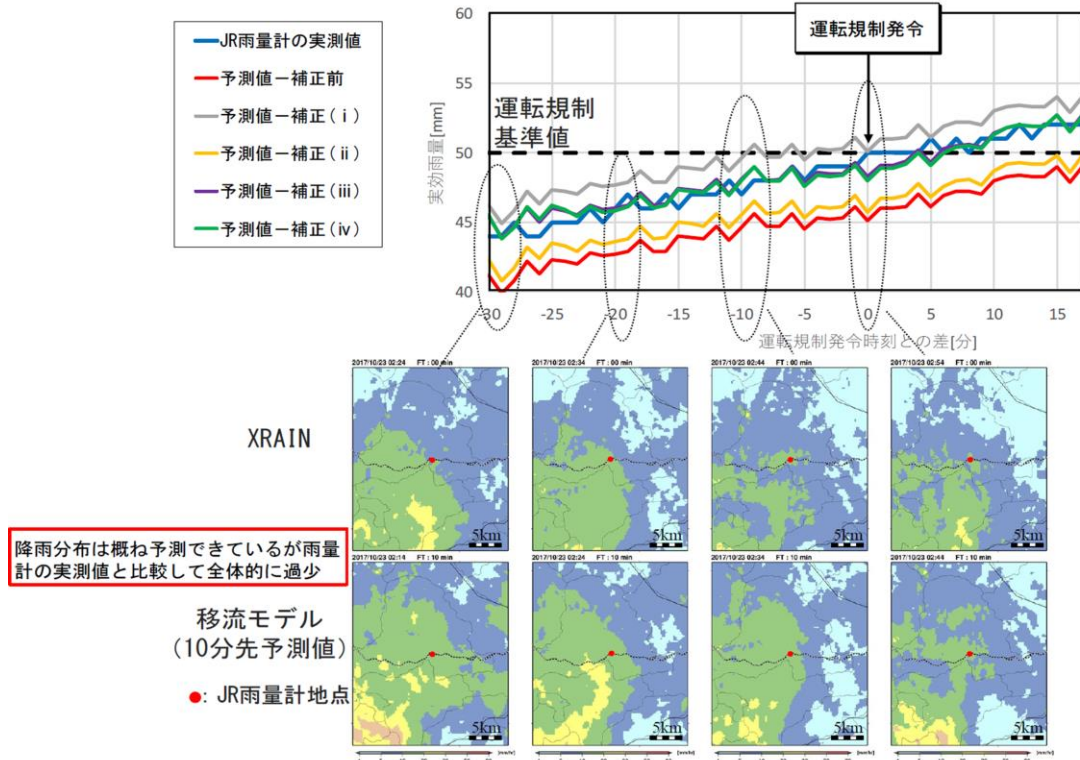 60
運転規制発令
JR雨量計の実測値
予測値ー補正前
予測値ー補正(ⅰ)
予測値ー補正(ⅱ)
予測値ー補正(ⅲ)
予測値ー補正(ⅳ)
実効雨量[mm]
55
運転規制
基準値
50
45
40
-30
-25
-20
-15
-10
-5
0
5
10
15
運転規制発令時刻との差[分]
2017/10/23 02:24 FT : 00 min
2017/10/23 02:34 FT : 00 min
2017/10/23 02:44 FT : 00 min
2017/10/23 02:54 FT : 00 min
XRAIN
5km
5km
5km
5km
降雨分布は概ね予測できているが雨量
計の実測値と比較して全体的に過少
2017/10/23 02:14 FT : 10 min
2017/10/23 02:24 FT : 10 min
2017/10/23 02:34 FT : 10 min
2017/10/23 02:44 FT : 10 min
移流モデル
(10分先予測値)
●: JR雨量計地点
5km
5km
5km
5km